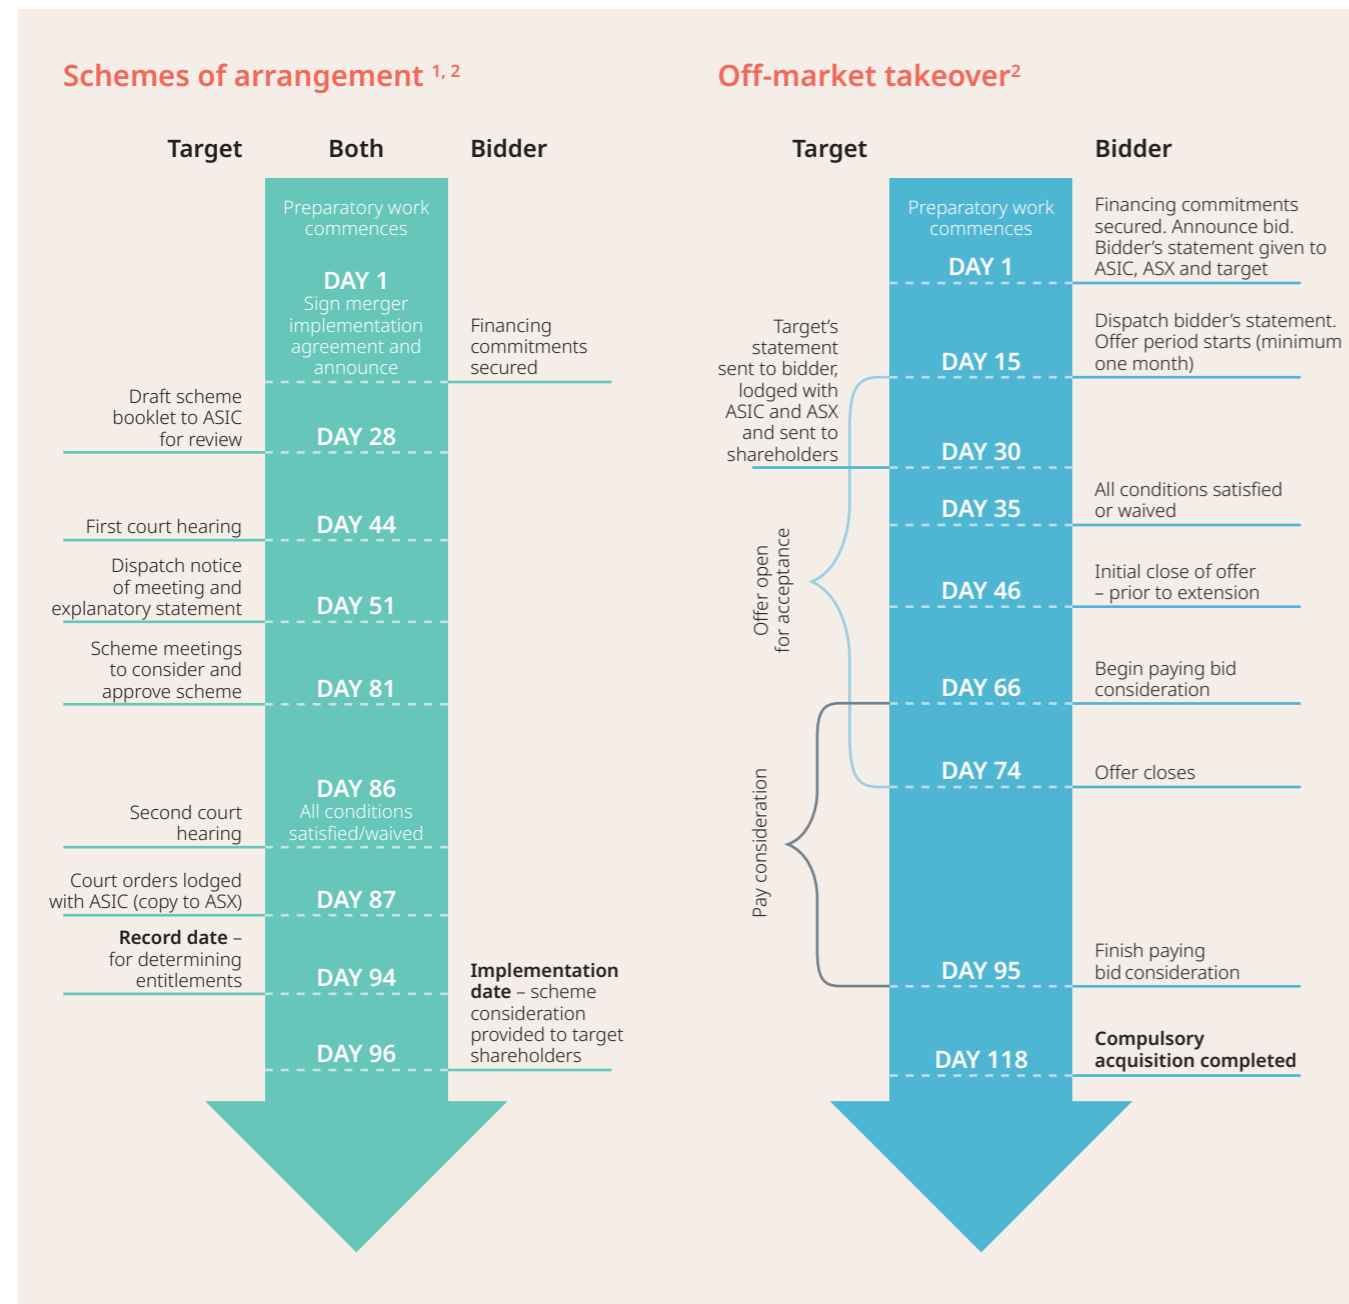 Schemes of arrangement 1, 2
Target
Both
Bidder
Preparatory work
commences
DAY 1
Sign merger
implementation
agreement and
announce
Financing
commitments
secured
Draft scheme
booklet to ASIC
for review
DAY 28
First court hearing
DAY 44
Dispatch notice
of meeting and
explanatory statement
DAY 51
Scheme meetings
to consider and
approve scheme
DAY 81
DAY 86
All conditions
satisfied/waived
Second court
hearing
Court orders lodged
with ASIC (copy to ASX)
DAY 87
Record date –
for determining
entitlements
DAY 94
Implementation
date – scheme
consideration
provided to target
shareholders
DAY 96
Off-market takeover2
Target
Bidder
Preparatory work
commences
DAY 1
Financing commitments
secured. Announce bid.
Bidder’s statement given to
ASIC, ASX and target
DAY 15
Dispatch bidder’s statement.
Offer period starts (minimum
one month)
Target’s
statement
sent to bidder,
lodged with
ASIC and ASX
and sent to
shareholders
DAY 30
DAY 35
All conditions satisfied
or waived
Offer open
for acceptance
DAY 46
Initial close of offer
– prior to extension
DAY 66
Begin paying bid
consideration
DAY 74
Offer closes
Pay consideration
DAY 95
Finish paying
bid consideration
DAY 118
Compulsory
acquisition completed